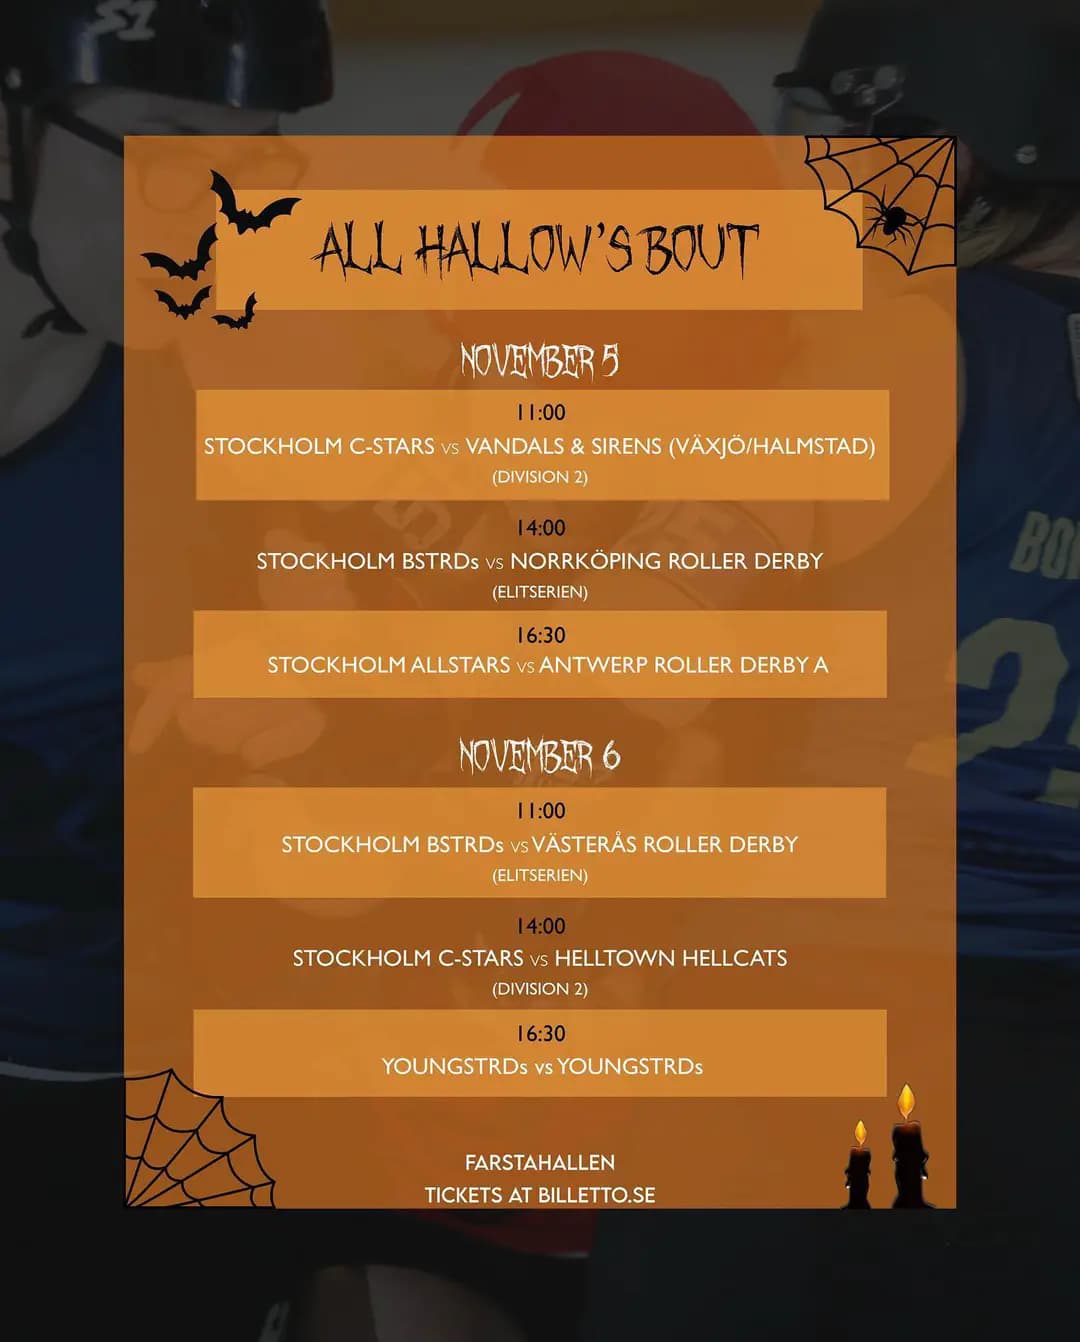 S1
ALL HALLOW'S BOUT
NOVEMBER 5
11:00
STOCKHOLM C-STARS vs VANDALS & SIRENS (VÄXJÖ/HALMSTAD)
(DIVISION 2)
14:00
STOCKHOLM BSTRDs vs NORRKÖPING ROLLER DERBY
(ELITSERIEN)
16:30
STOCKHOLM ALLSTARS vs ANTWERP ROLLER DERBY A
NOVEMBER 6
11:00
STOCKHOLM BSTRDs vs VÄSTERÅS ROLLER DERBY
(ELITSERIEN)
14:00
STOCKHOLM C-STARS vs HELLTOWN HELLCATS
(DIVISION 2)
16:30
YOUNGSTRDs vs YOUNGSTRDs
FARSTAHALLEN
TICKETS AT BILLETTO.SE